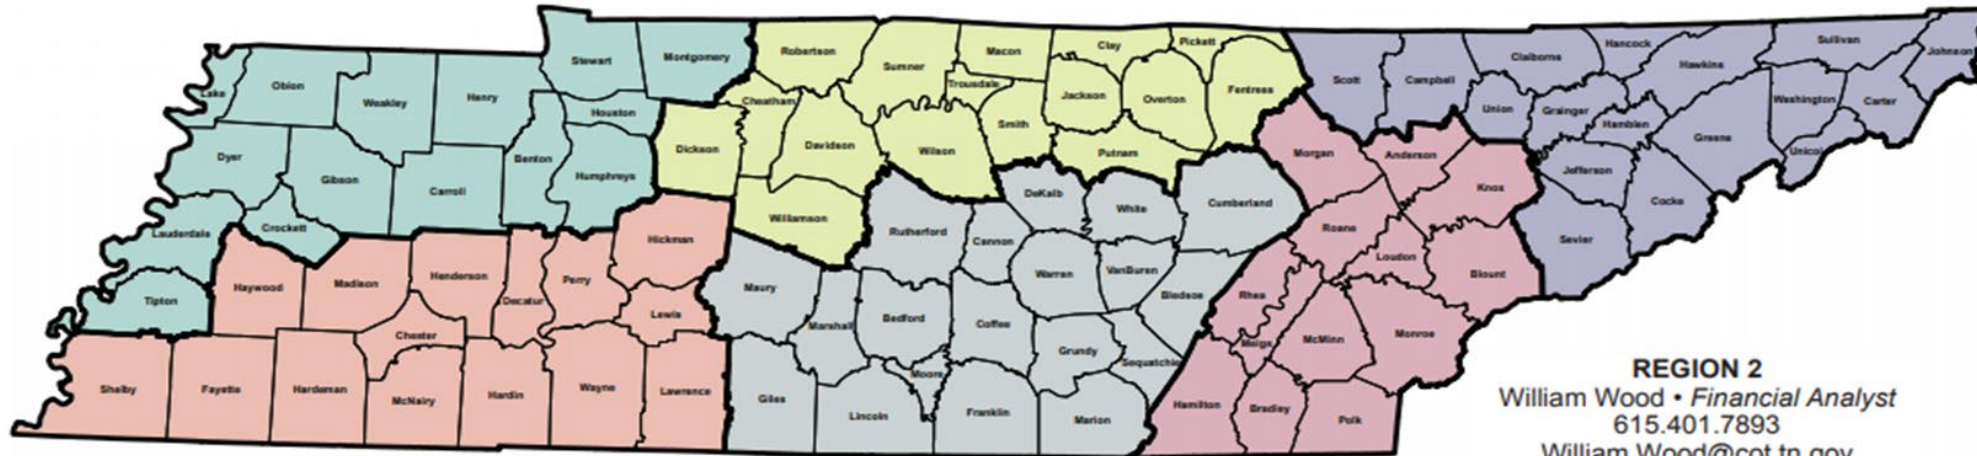 Lake
Obion
Weakley
Henry
Stewart
Montgomery
Houston
Dyer
Gibson
Carroll
Benton
Humphreys
Lauderdale
Crockett
Tipton
Robertson
Sumner
Macon
Clay
Pickett
Trousdale
Cheatham
Jackson
Overton
Fentress
Dickson
Davidson
Wilson
Smith
Putnam
Williamson
Scott
Campbell
Claiborne
Hancock
Hawkins
Sullivan
Johnson
Union
Grainger
Hamblen
Washington
Carter
Greene
Unicoi
Jefferson
Cocke
Sevier
Haywood
Madison
Henderson
Decatur
Perry
Hickman
Lewis
Chester
Shelby
Fayette
Hardeman
McNairy
Hardin
Wayne
Lawrence
DeKalb
White
Cumberland
Rutherford
Cannon
Warren
VanBuren
Bledsoe
Maury
Marshall
Bedford
Coffee
Grundy
Sequatchie
Moore
Giles
Lincoln
Franklin
Marion
Morgan
Anderson
Knox
Roane
Loudon
Blount
Rhea
Meigs
McMinn
Monroe
Hamilton
Bradley
Polk
REGION 2
William Wood • Financial Analyst
615.401.7893
William.Wood@cot.tn.gov